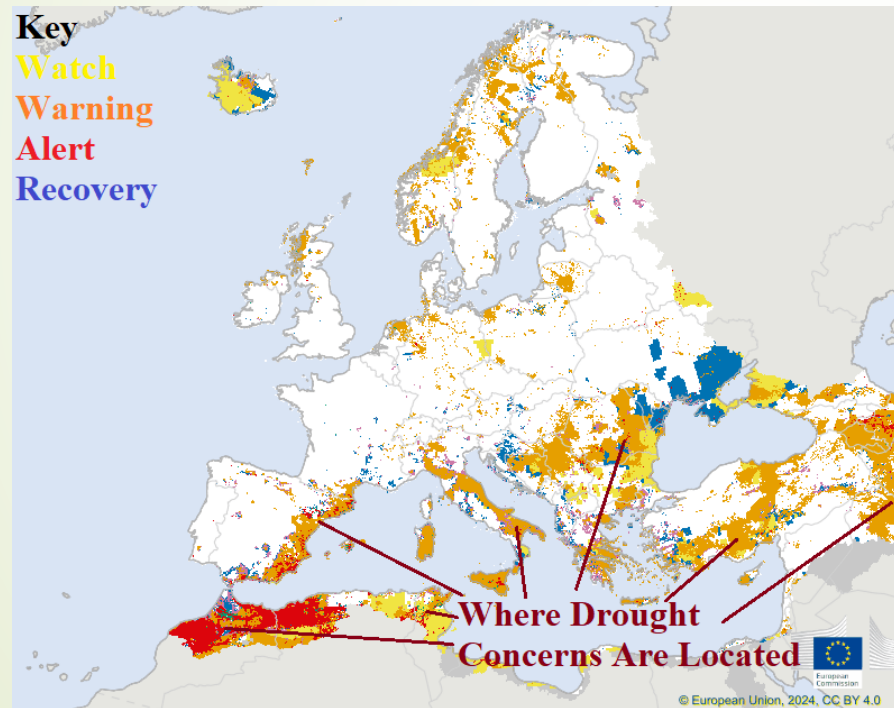 Key
Watch
Warning
Alert
Recovery
Where Drought
Concerns Are Located
European
Commission
© European Union, 2024, CC BY 4.0